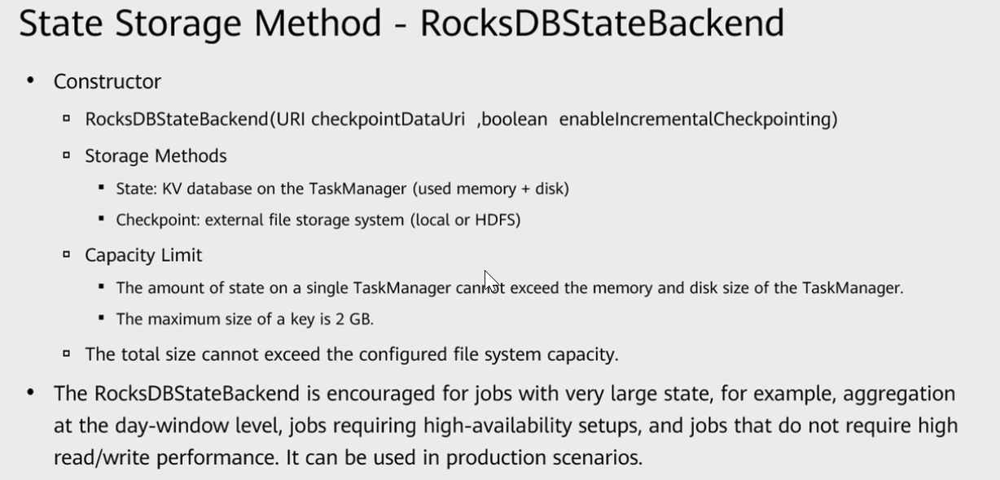 State Storage Method - RocksDBStateBackend
• Constructor
▫ RocksDBStateBackend(URI checkpointDataUri ,boolean enableIncrementalCheckpointing)
▫ Storage Methods
▪ State: KV database on the TaskManager (used memory + disk)
▪ Checkpoint: external file storage system (local or HDFS)
▫ Capacity Limit
▪ The amount of state on a single TaskManager cannot exceed the memory and disk size of the TaskManager.
▪ The maximum size of a key is 2 GB.
▫ The total size cannot exceed the configured file system capacity.
• The RocksDBStateBackend is encouraged for jobs with very large state, for example, aggregation
at the day-window level, jobs requiring high-availability setups, and jobs that do not require high
read/write performance. It can be used in production scenarios.